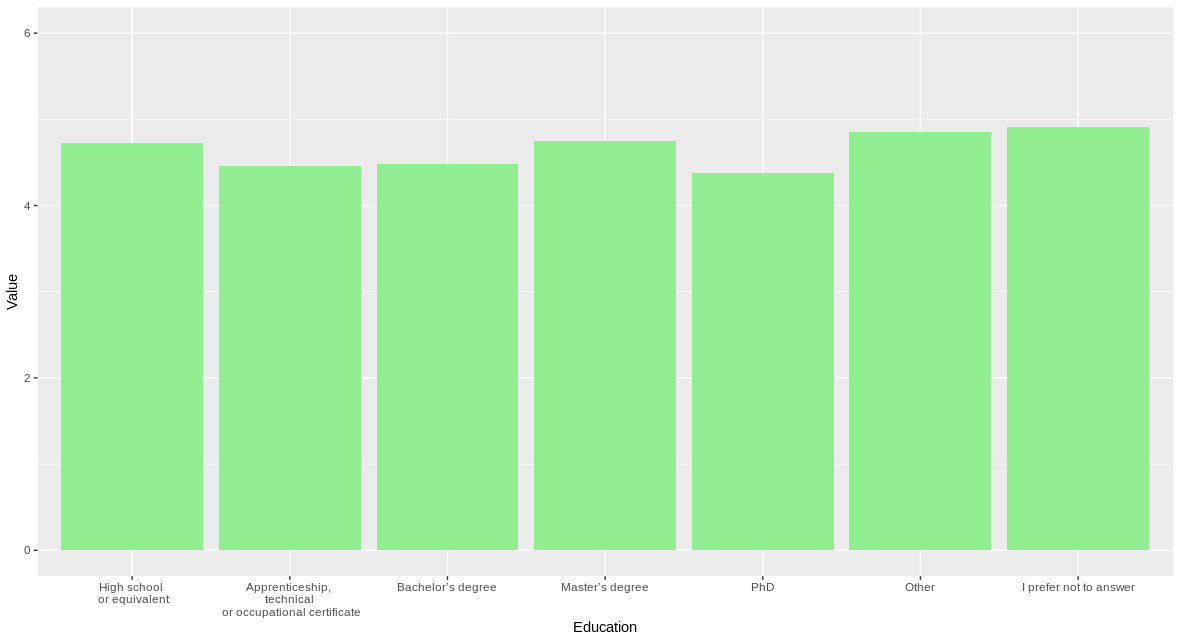 6
4
2
0
Value
High school
or equivalent
Apprenticeship,
technical
or occupational certificate
Bachelor’s degree
Master’s degree
PhD
Other
I prefer not to answer
Education